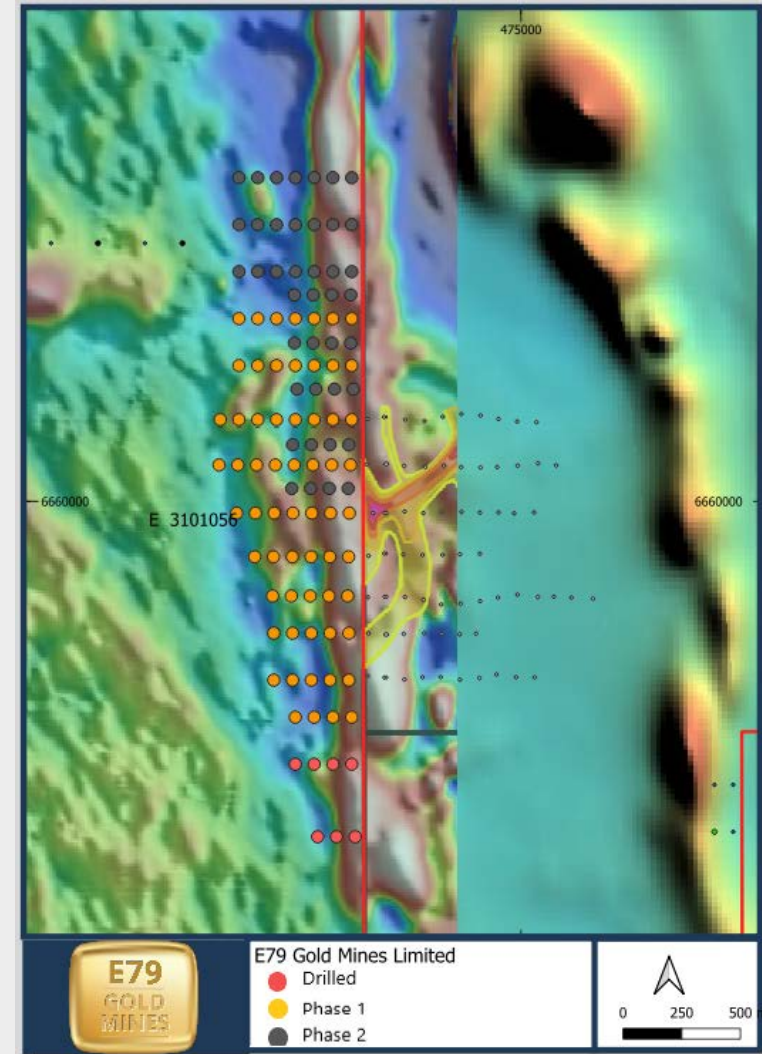 475000
6660000
6660000
E 3101056
E79
GOLD
MINES
E79 Gold Mines Limited
Drilled
Phase 1
Phase 2
0 250 500